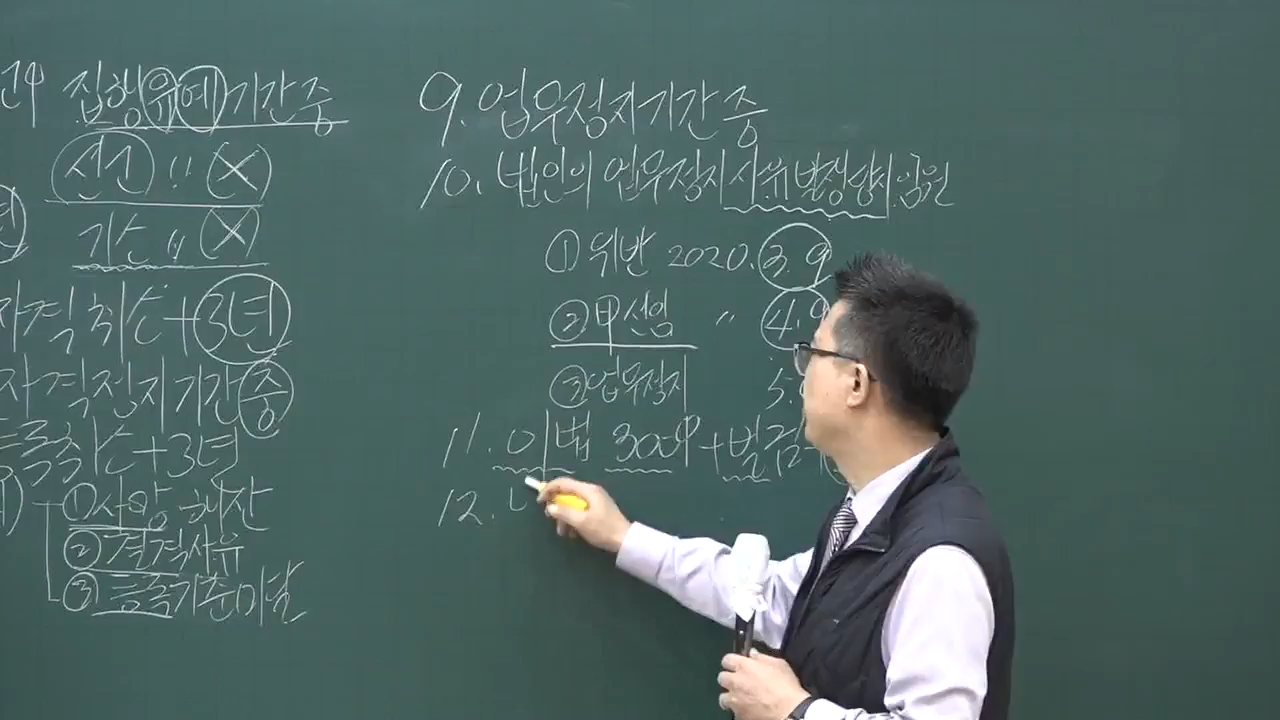 집행유예기간중
선신 〃 X
기소 〃 X
자격취소+3년
자격정지기간중
등록취소+3년
①사망, 해산
②결격사유
③등록기준미달
9. 업무정지기간중
10. 법인의 업무정지사유발생당시 임원
①위반 2020. 3. 9
②甲선임 〃 4. 9
③업무정지 5.
11. 이법 300만+벌금+
12.